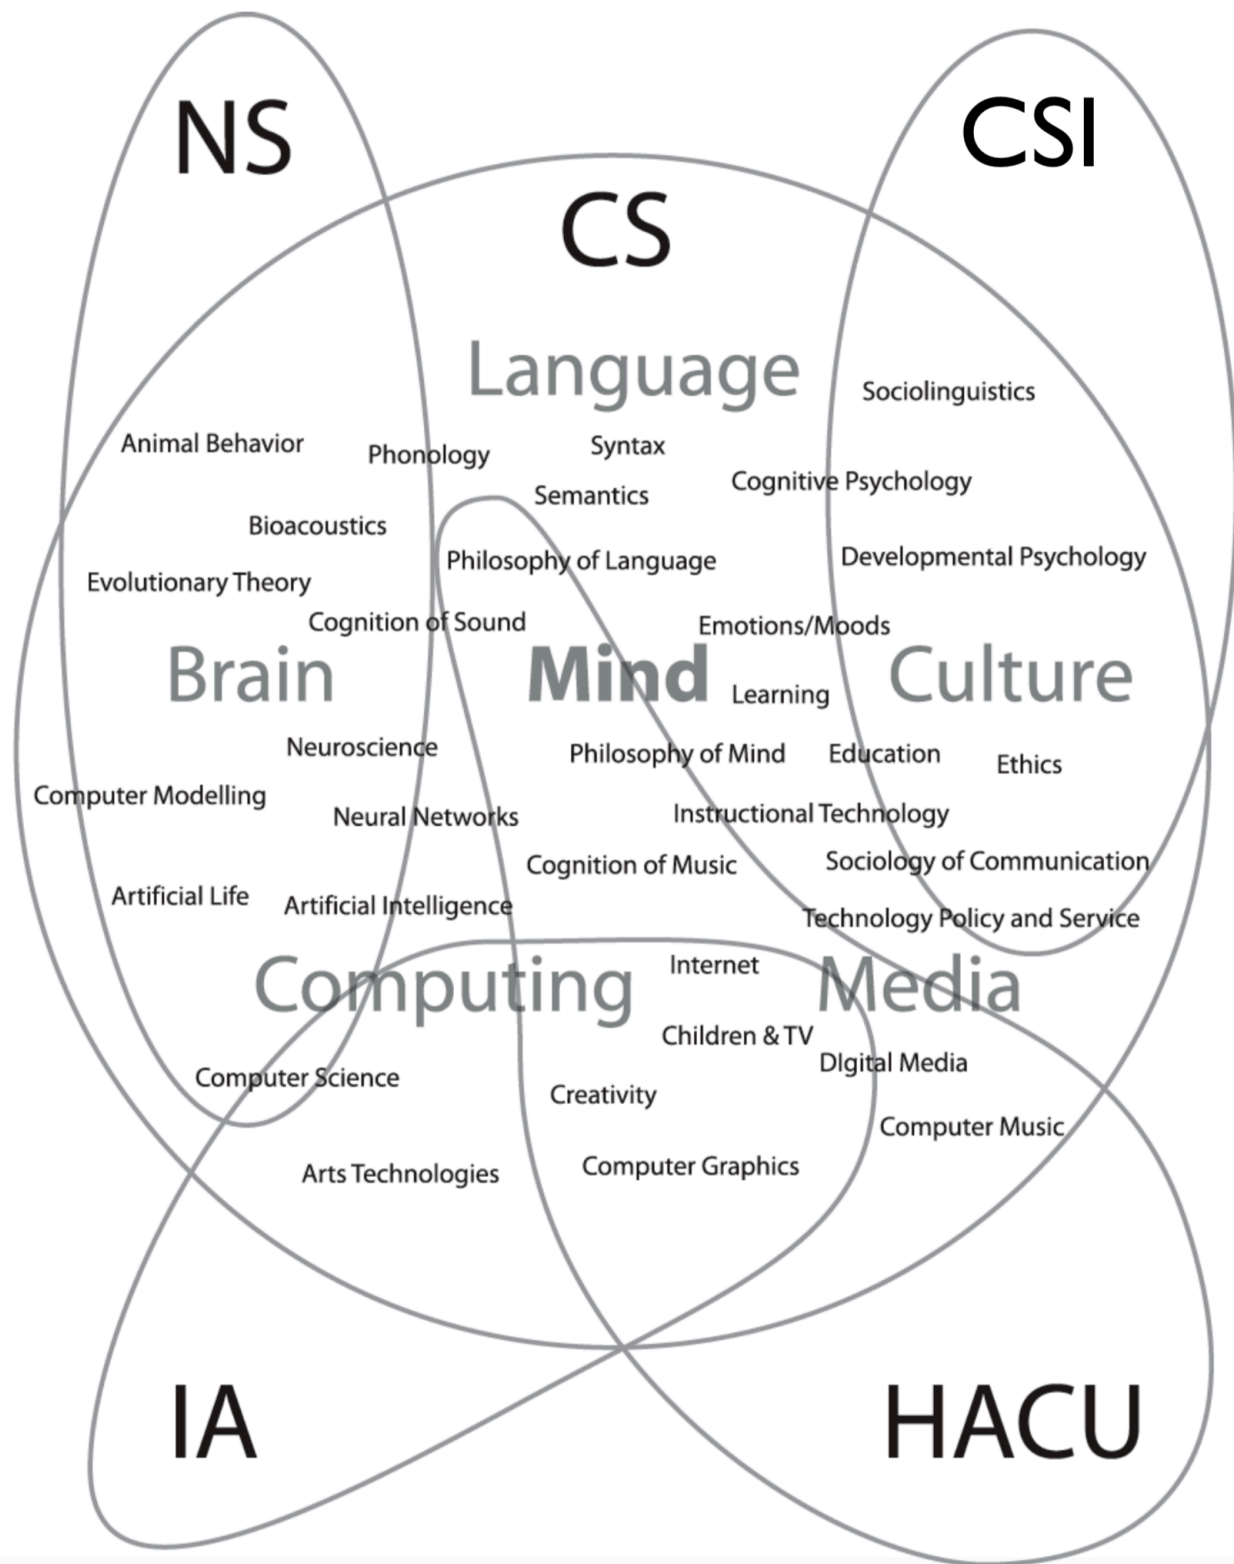 NS
CSI
CS
Language
Sociolinguistics
Animal Behavior
Phonology
Syntax
Cognitive Psychology
Semantics
Bioacoustics
Philosophy of Language
Developmental Psychology
Evolutionary Theory
Cognition of Sound
Emotions/Moods
Brain
Mind
Learning
Culture
Neuroscience
Philosophy of Mind
Education
Ethics
Computer Modelling
Neural Networks
Instructional Technology
Cognition of Music
Sociology of Communication
Artificial Life
Artificial Intelligence
Technology Policy and Service
Computing
Internet
Media
Children & TV
DIgital Media
Computer Science
Creativity
Computer Music
Arts Technologies
Computer Graphics
IA
HACU